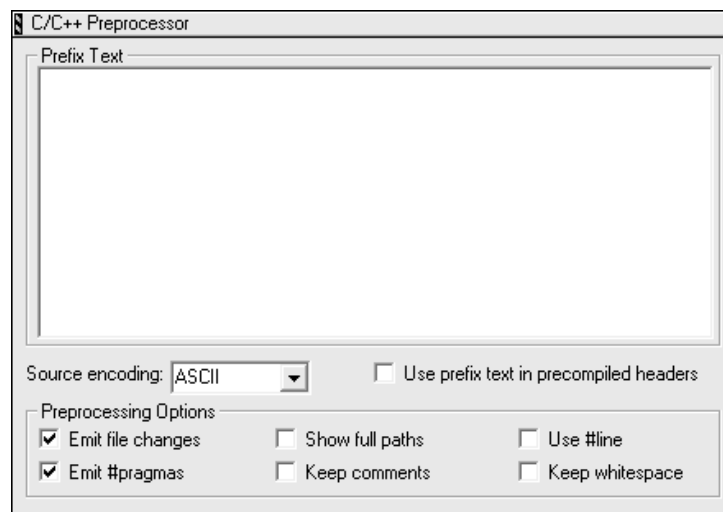 C/C++ Preprocessor
Prefix Text
Source encoding: ASCII Use prefix text in precompiled headers
Preprocessing Options
Emit file changes Show full paths Use #line
Emit #pragmas Keep comments Keep whitespace